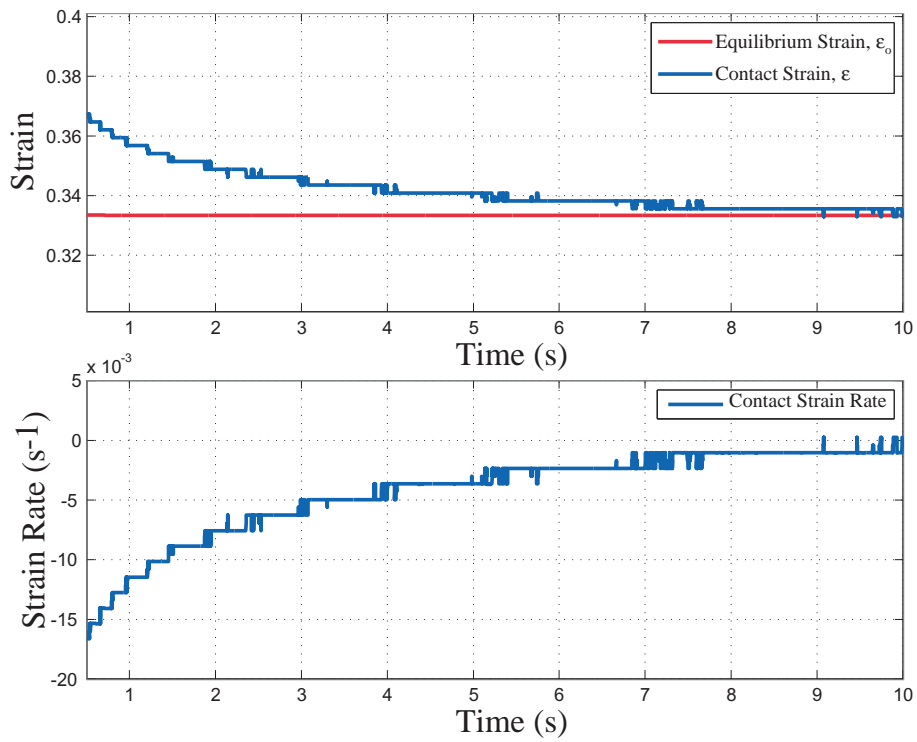 0.4
0.38
0.36
0.34
0.32
Strain
Equilibrium Strain, εₒ
Contact Strain, ε
1 2 3 4 5 6 7 8 9 10
Time (s)
x 10⁻³
5
0
-5
-10
-15
-20
Strain Rate (s⁻¹)
Contact Strain Rate
1 2 3 4 5 6 7 8 9 10
Time (s)